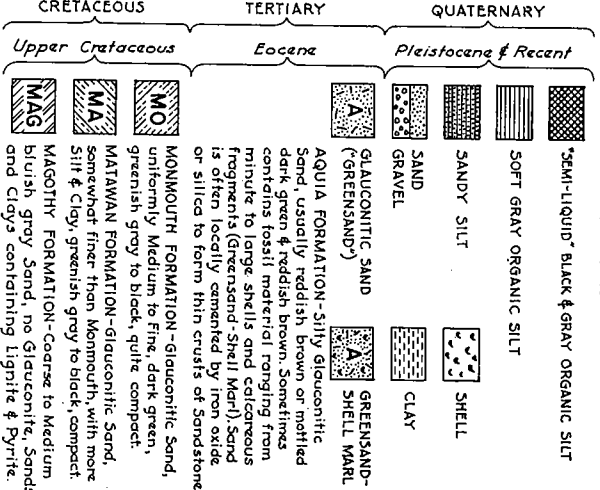 CRETACEOUS
TERTIARY
QUATERNARY
Upper Cretaceous
Eocene
Pleistocene & Recent
"SEMI-LIQUID" BLACK & GRAY ORGANIC SILT
SOFT GRAY ORGANIC SILT
SANDY SILT
SHELL
SAND
GRAVEL
CLAY
A
GLAUCONITIC SAND
("GREENSAND")
A
GREENSAND-
SHELL MARL
AQUIA FORMATION-Silty Glauconitic
Sand, usually reddish brown or mottled
dark green & reddish brown. Sometimes
contains fossil material ranging from
minute to large shells and calcareous
fragments (Greensand-Shell Marl). Sand
is often locally cemented by iron oxide
or silica to form thin crusts of Sandstone
MO
MONMOUTH FORMATION-Glauconitic Sand,
uniformly Medium to Fine, dark green,
greenish gray to black, quite compact.
MA
MATAWAN FORMATION-Glauconitic Sand,
somewhat finer than Monmouth, with more
Silt & Clay, greenish gray to black, compact.
MAG
MAGOTHY FORMATION-Coarse to Medium
bluish gray Sand, no Glauconite, Sands
and Clays containing Lignite & Pyrite.